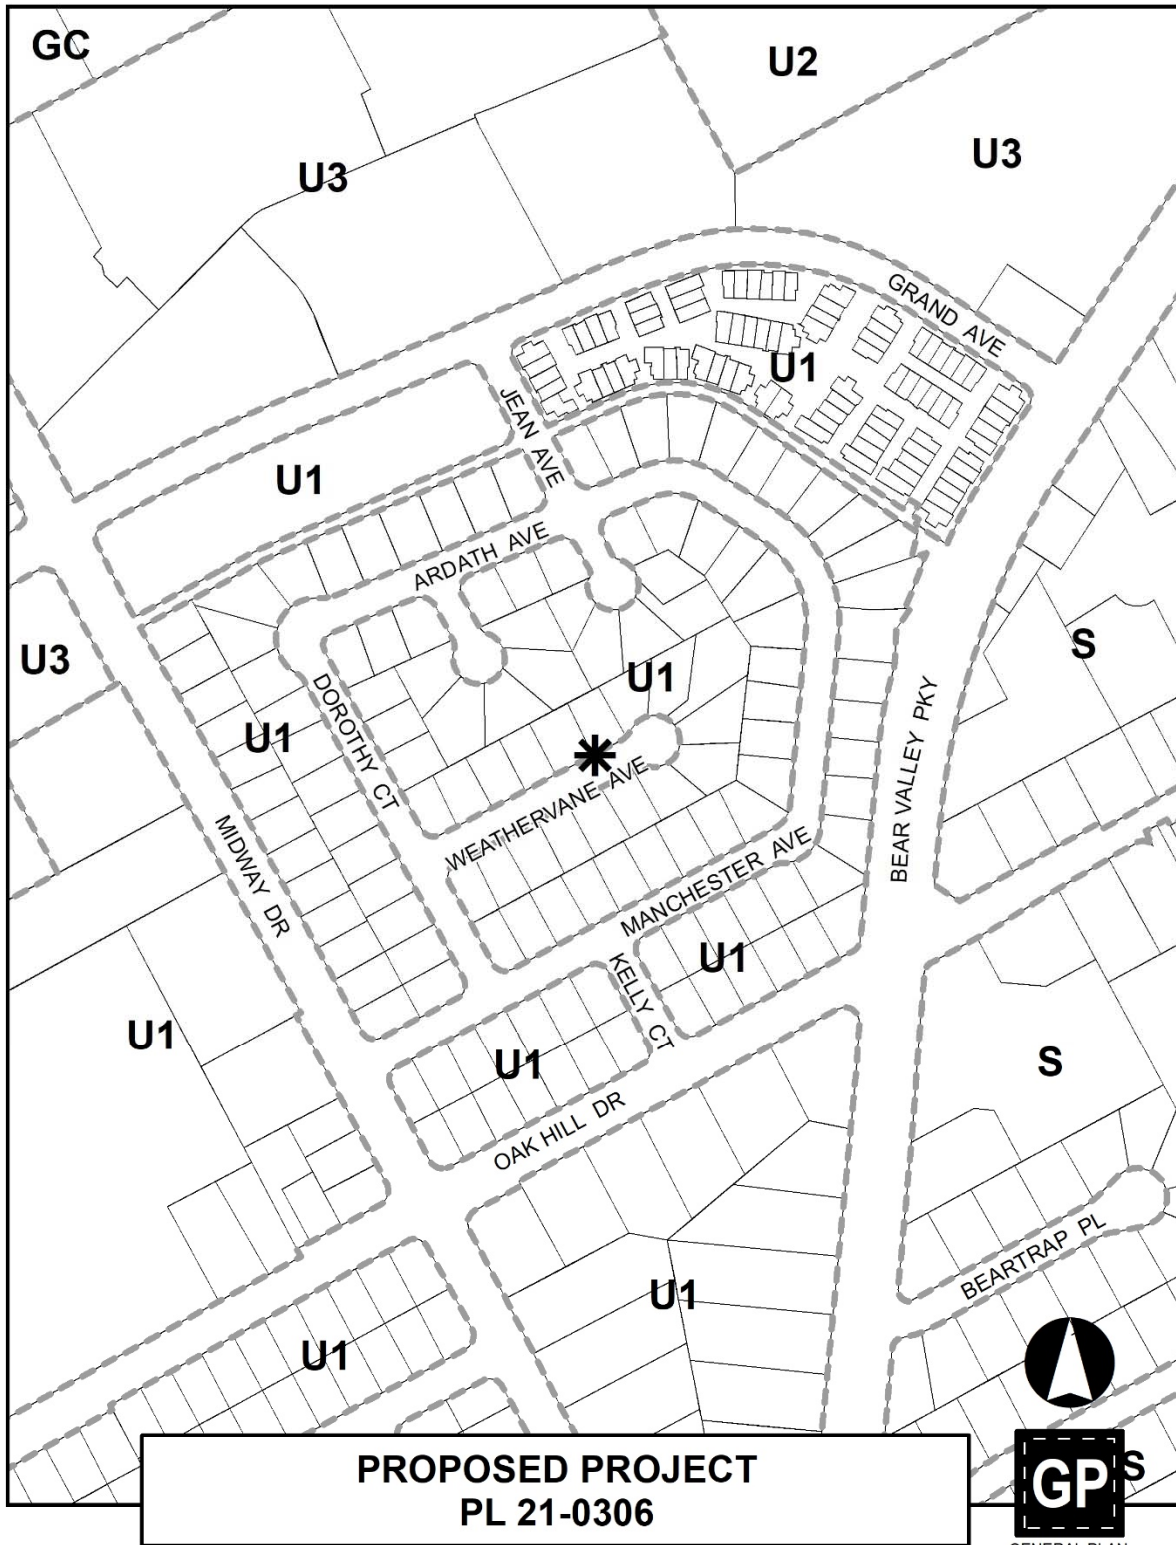 GC
U2
U3
U3
GRAND AVE
U1
JEAN AVE
U1
ARDATH AVE
U3
S
U1
DOROTHY CT
U1
BEAR VALLEY PKY
WEATHERVANE AVE
MIDWAY DR
MANCHESTER AVE
U1
KELLY CT
U1
U1
S
OAK HILL DR
BEARTRAP PL
U1
U1
PROPOSED PROJECT
PL 21-0306
GP
S
GENERAL PLAN